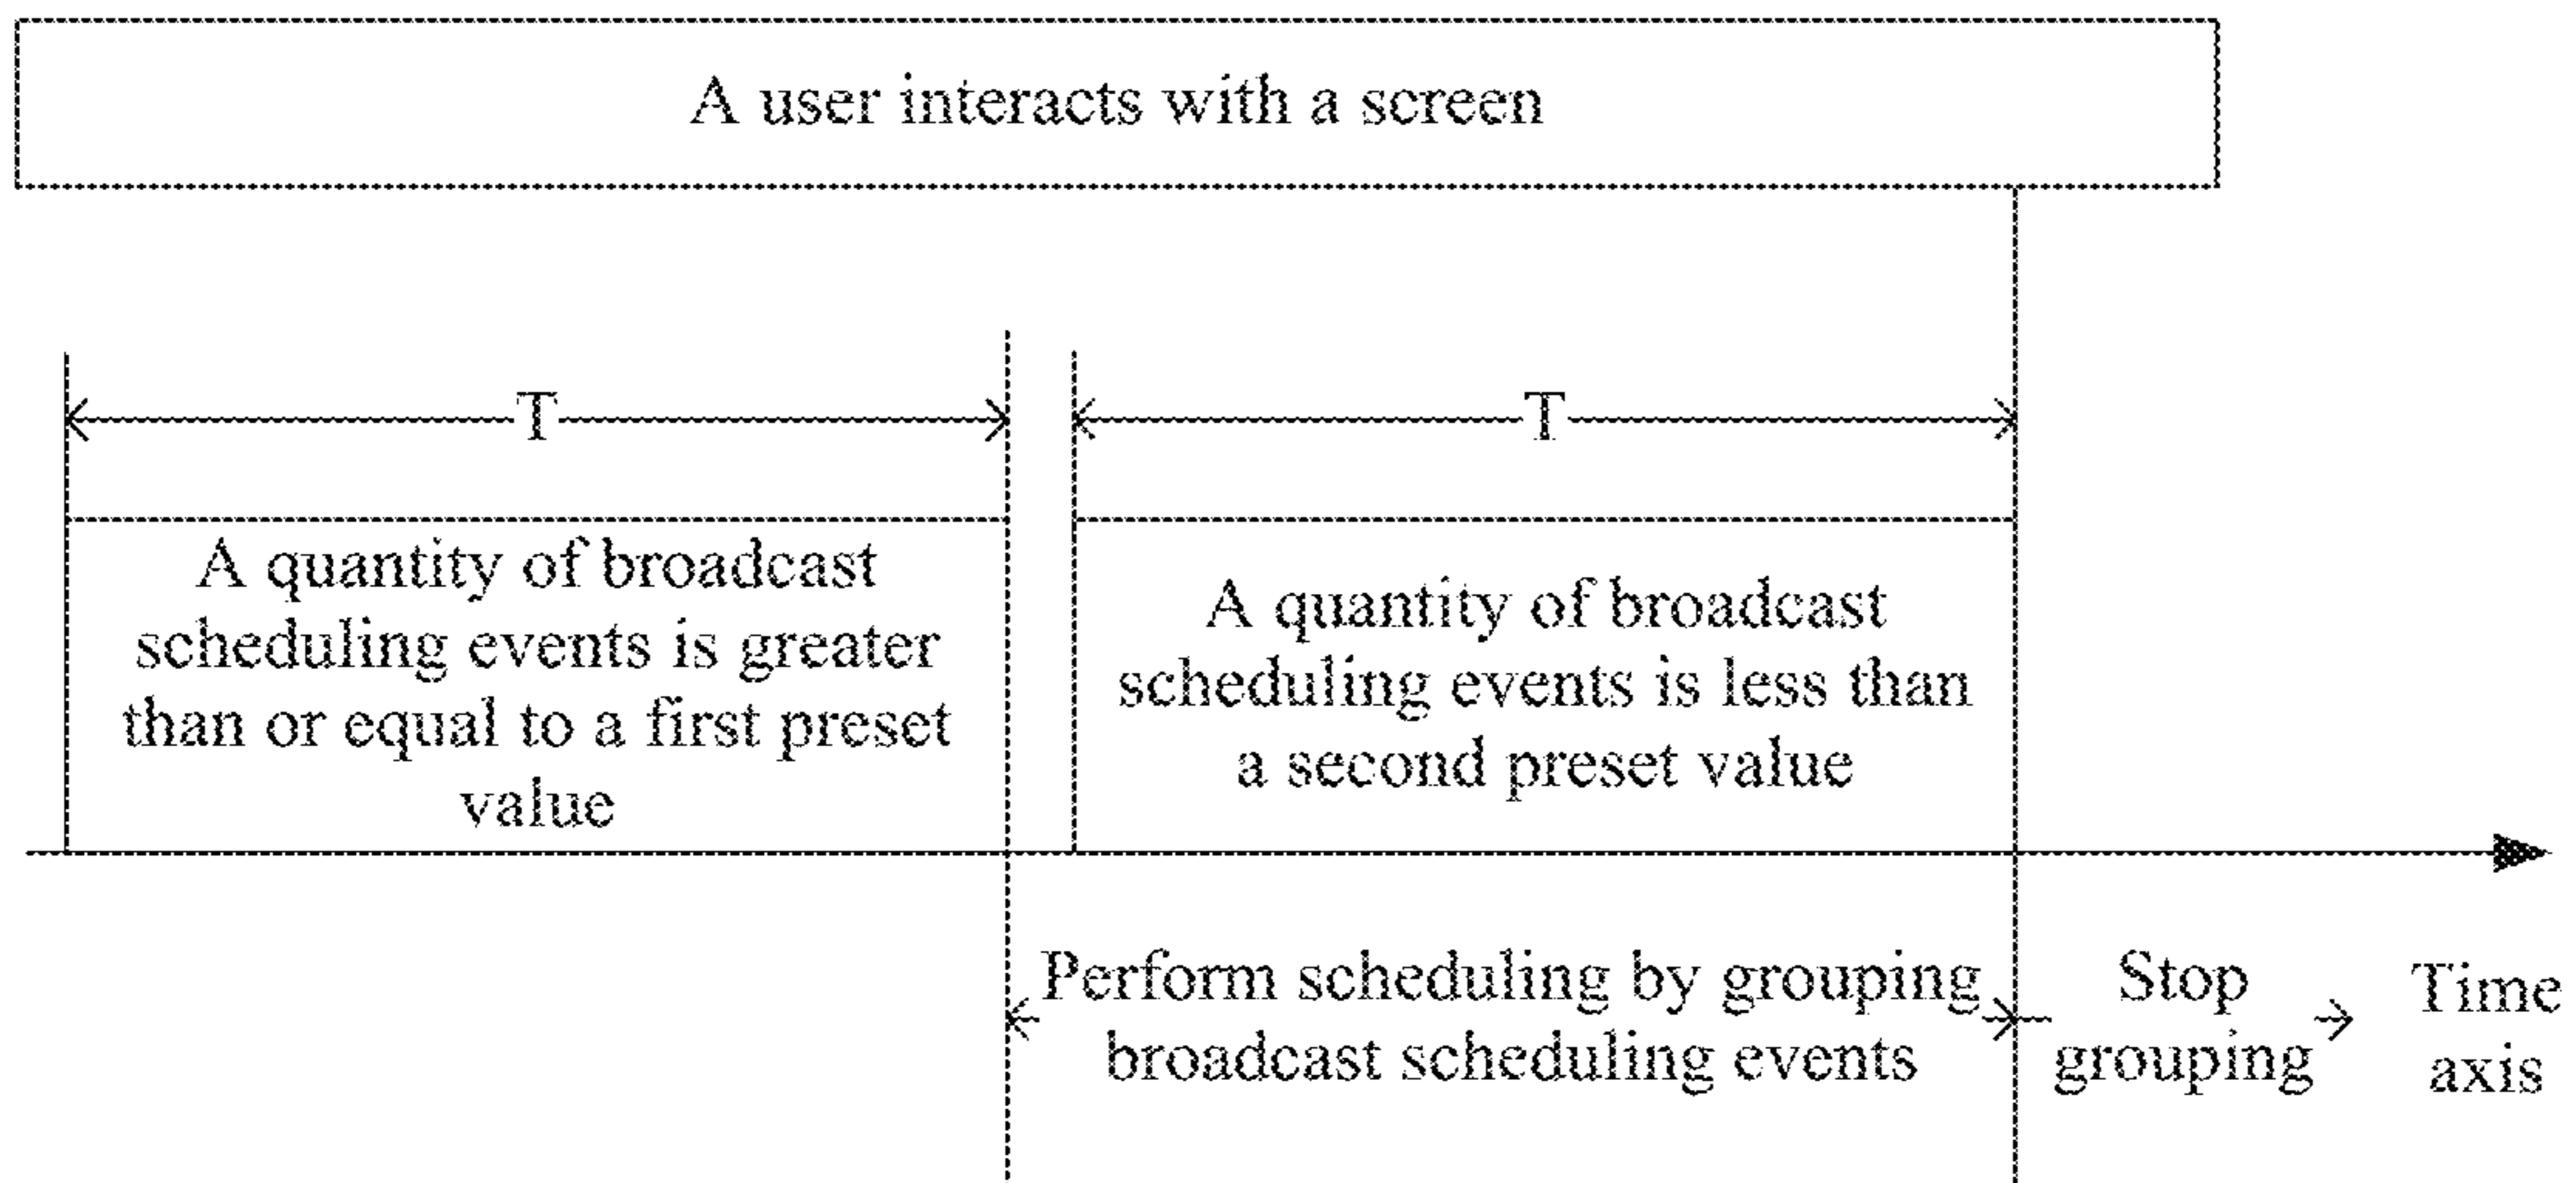 A user interacts with a screen
T
T
A quantity of broadcast
scheduling events is greater
than or equal to a first preset
value
A quantity of broadcast
scheduling events is less than
a second preset value
Perform scheduling by grouping
broadcast scheduling events
Stop
grouping
Time
axis